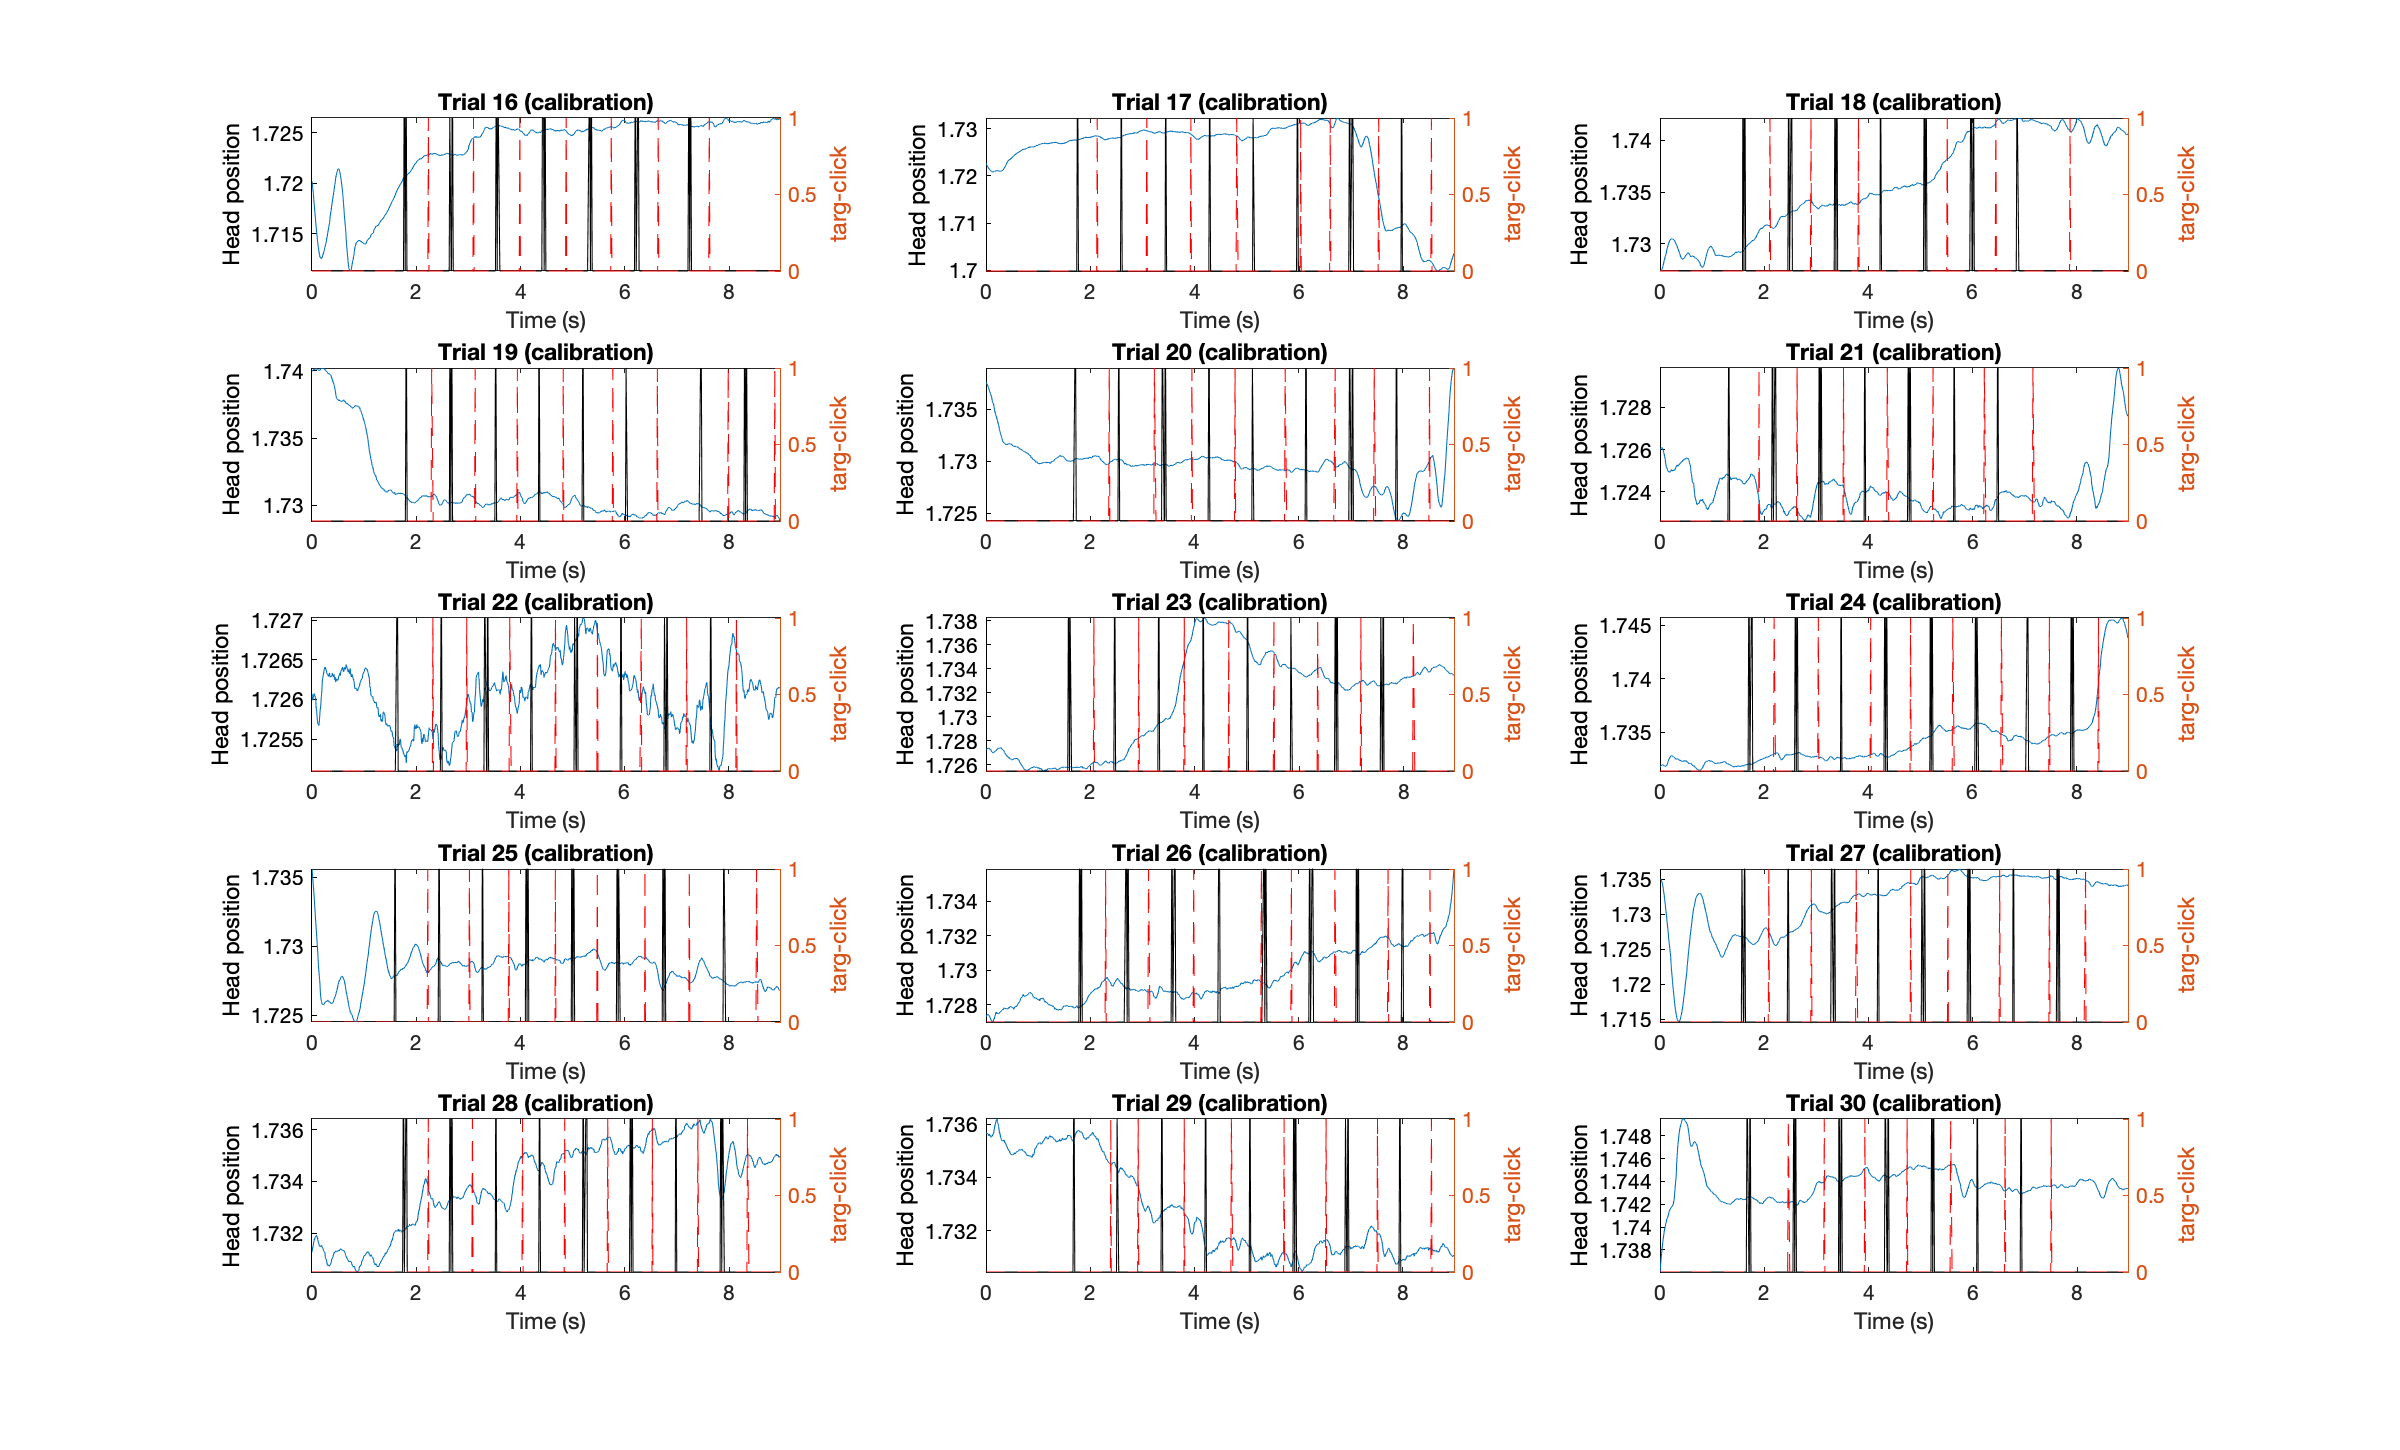 Trial 16 (calibration)
Trial 17 (calibration)
Trial 18 (calibration)
Head position
1.725
1.72
1.715
1
0.5
0
targ-click
0 2 4 6 8
Time (s)
Head position
1.73
1.72
1.71
1.7
1
0.5
0
targ-click
0 2 4 6 8
Time (s)
Head position
1.74
1.735
1.73
1
0.5
0
targ-click
0 2 4 6 8
Time (s)
Trial 19 (calibration)
Trial 20 (calibration)
Trial 21 (calibration)
Head position
1.74
1.735
1.73
1
0.5
0
targ-click
0 2 4 6 8
Time (s)
Head position
1.735
1.73
1.725
1
0.5
0
targ-click
0 2 4 6 8
Time (s)
Head position
1.728
1.726
1.724
1
0.5
0
targ-click
0 2 4 6 8
Time (s)
Trial 22 (calibration)
Trial 23 (calibration)
Trial 24 (calibration)
Head position
1.727
1.7265
1.726
1.7255
1
0.5
0
targ-click
0 2 4 6 8
Time (s)
Head position
1.738
1.736
1.734
1.732
1.73
1.728
1.726
1
0.5
0
targ-click
0 2 4 6 8
Time (s)
Head position
1.745
1.74
1.735
1
0.5
0
targ-click
0 2 4 6 8
Time (s)
Trial 25 (calibration)
Trial 26 (calibration)
Trial 27 (calibration)
Head position
1.735
1.73
1.725
1
0.5
0
targ-click
0 2 4 6 8
Time (s)
Head position
1.734
1.732
1.73
1.728
1
0.5
0
targ-click
0 2 4 6 8
Time (s)
Head position
1.735
1.73
1.725
1.72
1.715
1
0.5
0
targ-click
0 2 4 6 8
Time (s)
Trial 28 (calibration)
Trial 29 (calibration)
Trial 30 (calibration)
Head position
1.736
1.734
1.732
1
0.5
0
targ-click
0 2 4 6 8
Time (s)
Head position
1.736
1.734
1.732
1
0.5
0
targ-click
0 2 4 6 8
Time (s)
Head position
1.748
1.746
1.744
1.742
1.74
1.738
1
0.5
0
targ-click
0 2 4 6 8
Time (s)